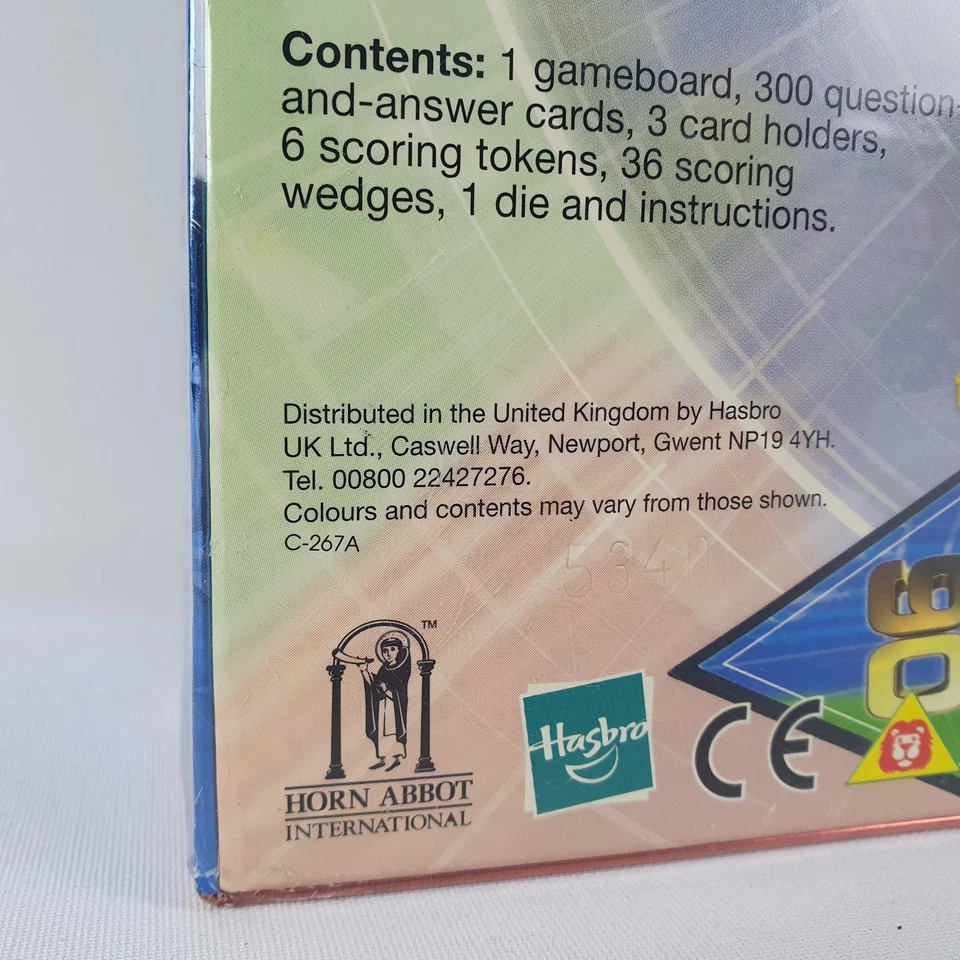 Contents: 1 gameboard, 300 question-
and-answer cards, 3 card holders,
6 scoring tokens, 36 scoring
wedges, 1 die and instructions.
Distributed in the United Kingdom by Hasbro
UK Ltd., Caswell Way, Newport, Gwent NP19 4YH.
Tel. 00800 22427276.
Colours and contents may vary from those shown.
C-267A
5340
TM
HORN ABBOT
INTERNATIONAL
Hasbro
CE